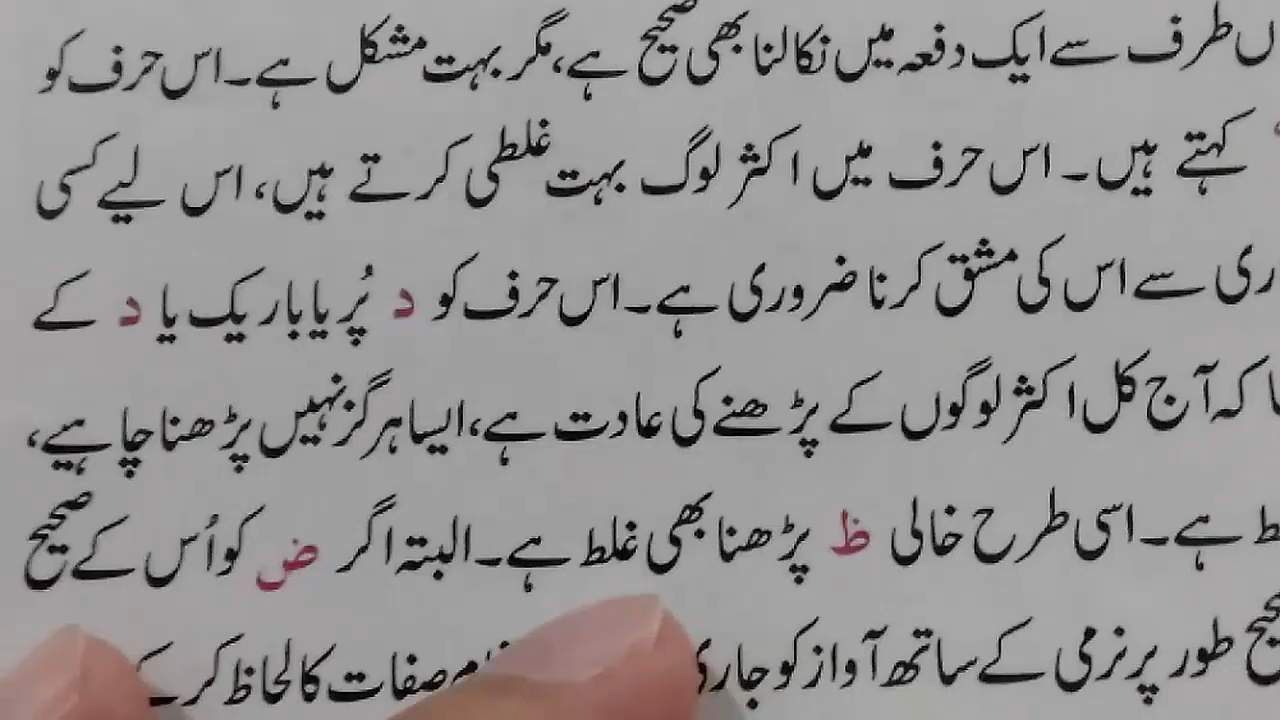 طرف سے ایک دفعہ میں نکالنا بھی صحیح ہے، مگر بہت مشکل ہے۔ اس حرف کو
کہتے ہیں۔ اس حرف میں اکثر لوگ بہت غلطی کرتے ہیں، اس لیے کسی
سے اس کی مشق کرنا ضروری ہے۔ اس حرف کو د پُر یا باریک یا د کے
کہ آج کل اکثر لوگوں کے پڑھنے کی عادت ہے، ایسا ہرگز نہیں پڑھنا چاہیے،
ہے۔ اسی طرح خالی ظ پڑھنا بھی غلط ہے۔ البتہ اگر ض کو اُس کے صحیح
طور پر نرمی کے ساتھ آواز کو صفات کا لحاظ کر